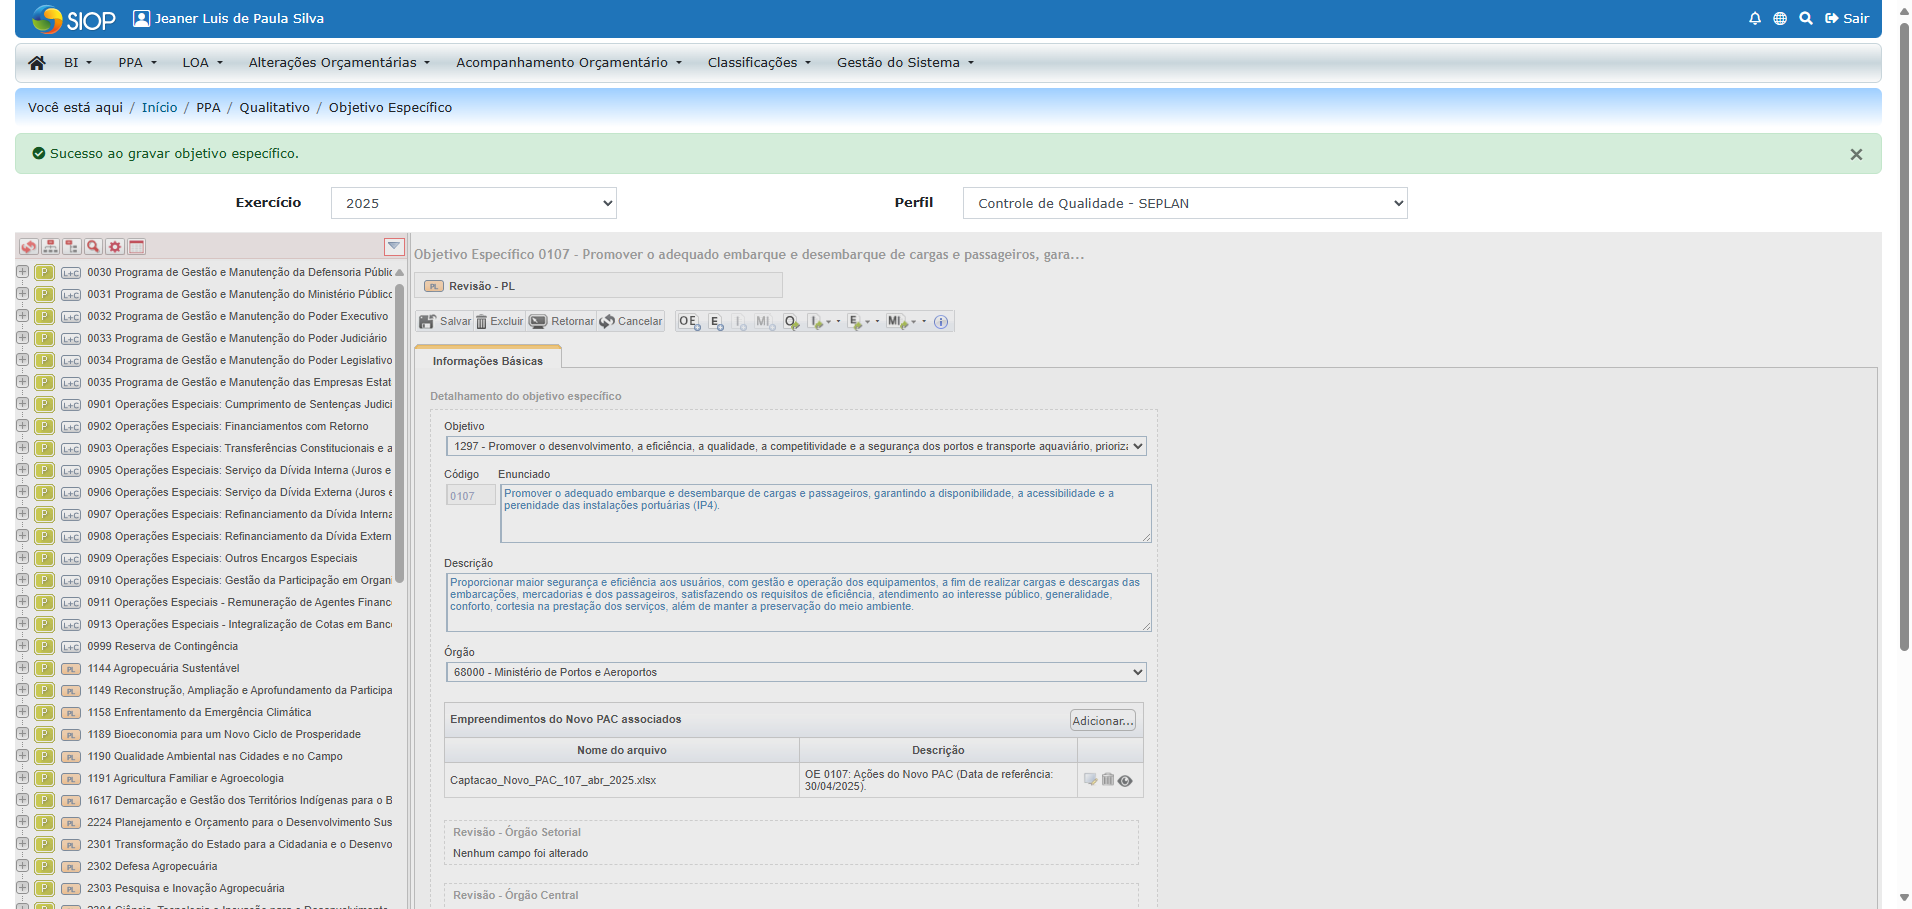 SIOP Jeaner Luis de Paula Silva Sair
BI PPA LOA Alterações Orçamentárias Acompanhamento Orçamentário Classificações Gestão do Sistema
Você está aqui / Início / PPA / Qualitativo / Objetivo Específico
Sucesso ao gravar objetivo específico.
Exercício 2025 Perfil Controle de Qualidade - SEPLAN
P L+C 0030 Programa de Gestão e Manutenção da Defensoria Públic
P L+C 0031 Programa de Gestão e Manutenção do Ministério Público
P L+C 0032 Programa de Gestão e Manutenção do Poder Executivo
P L+C 0033 Programa de Gestão e Manutenção do Poder Judiciário
P L+C 0034 Programa de Gestão e Manutenção do Poder Legislativo
P L+C 0035 Programa de Gestão e Manutenção das Empresas Estat
P L+C 0901 Operações Especiais: Cumprimento de Sentenças Judici
P L+C 0902 Operações Especiais: Financiamentos com Retorno
P L+C 0903 Operações Especiais: Transferências Constitucionais e a
P L+C 0905 Operações Especiais: Serviço da Dívida Interna (Juros e
P L+C 0906 Operações Especiais: Serviço da Dívida Externa (Juros e
P L+C 0907 Operações Especiais: Refinanciamento da Dívida Interna
P L+C 0908 Operações Especiais: Refinanciamento da Dívida Extern
P L+C 0909 Operações Especiais: Outros Encargos Especiais
P L+C 0910 Operações Especiais: Gestão da Participação em Organ
P L+C 0911 Operações Especiais - Remuneração de Agentes Financ
P L+C 0913 Operações Especiais - Integralização de Cotas em Banc
P L+C 0999 Reserva de Contingência
P PL 1144 Agropecuária Sustentável
P PL 1149 Reconstrução, Ampliação e Aprofundamento da Participa
P PL 1158 Enfrentamento da Emergência Climática
P PL 1189 Bioeconomia para um Novo Ciclo de Prosperidade
P PL 1190 Qualidade Ambiental nas Cidades e no Campo
P PL 1191 Agricultura Familiar e Agroecologia
P PL 1617 Demarcação e Gestão dos Territórios Indígenas para o B
P PL 2224 Planejamento e Orçamento para o Desenvolvimento Sus
P PL 2301 Transformação do Estado para a Cidadania e o Desenvo
P PL 2302 Defesa Agropecuária
P PL 2303 Pesquisa e Inovação Agropecuária
Objetivo Específico 0107 - Promover o adequado embarque e desembarque de cargas e passageiros, gara...
PL Revisão - PL
Salvar Excluir Retornar Cancelar OE E I MI O I E MI
Informações Básicas
Detalhamento do objetivo específico
Objetivo
1297 - Promover o desenvolvimento, a eficiência, a qualidade, a competitividade e a segurança dos portos e transporte aquaviário, prioriza
Código Enunciado
0107
Promover o adequado embarque e desembarque de cargas e passageiros, garantindo a disponibilidade, a acessibilidade e a
perenidade das instalações portuárias (IP4).
Descrição
Proporcionar maior segurança e eficiência aos usuários, com gestão e operação dos equipamentos, a fim de realizar cargas e descargas das
embarcações, mercadorias e dos passageiros, satisfazendo os requisitos de eficiência, atendimento ao interesse público, generalidade,
conforto, cortesia na prestação dos serviços, além de manter a preservação do meio ambiente.
Órgão
68000 - Ministério de Portos e Aeroportos
Empreendimentos do Novo PAC associados Adicionar...
Nome do arquivo Descrição
Captacao_Novo_PAC_107_abr_2025.xlsx
OE 0107: Ações do Novo PAC (Data de referência:
30/04/2025).
Revisão - Órgão Setorial
Nenhum campo foi alterado
Revisão - Órgão Central